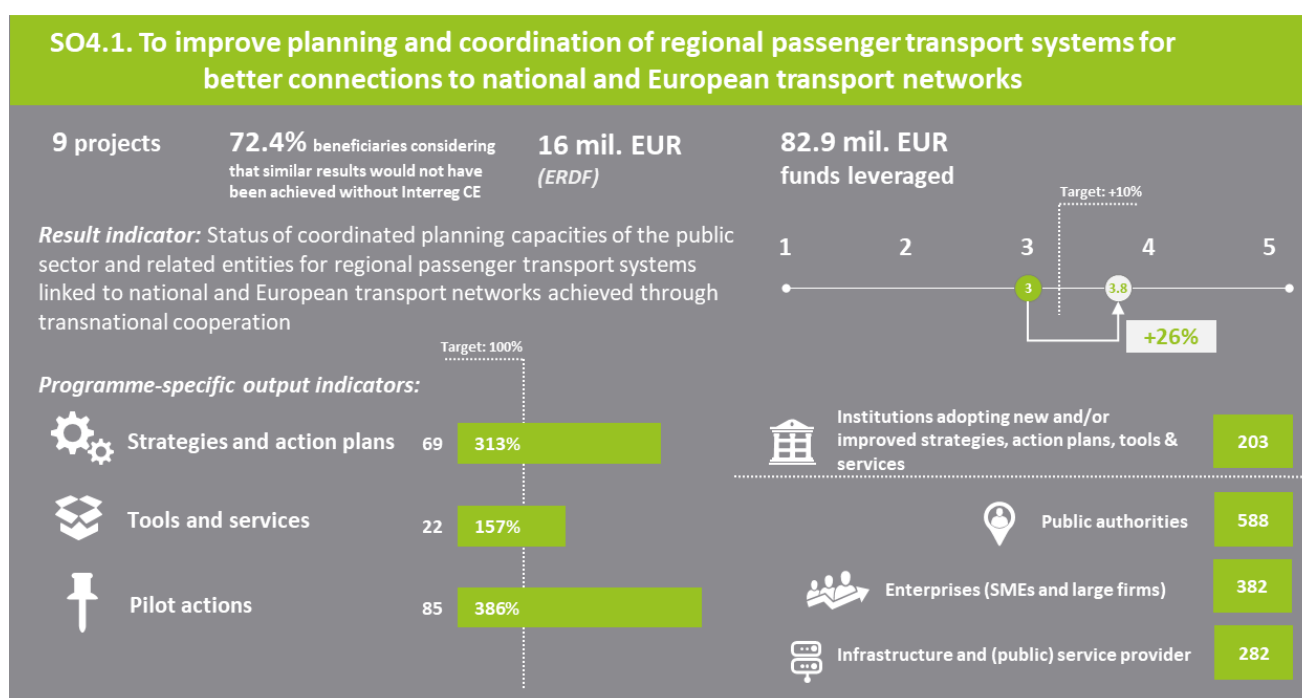 SO4.1. To improve planning and coordination of regional passenger transport systems for
better connections to national and European transport networks
9 projects
72.4% beneficiaries considering
that similar results would not have
been achieved without Interreg CE
16 mil. EUR
(ERDF)
82.9 mil. EUR
funds leveraged
Result indicator: Status of coordinated planning capacities of the public
sector and related entities for regional passenger transport systems
linked to national and European transport networks achieved through
transnational cooperation
Target: +10%
1 2 3 4 5
3 3.8
+26%
Target: 100%
Programme-specific output indicators:
Strategies and action plans 69 313%
Tools and services 22 157%
Pilot actions 85 386%
Institutions adopting new and/or
improved strategies, action plans, tools &
services
203
Public authorities 588
Enterprises (SMEs and large firms) 382
Infrastructure and (public) service provider 282